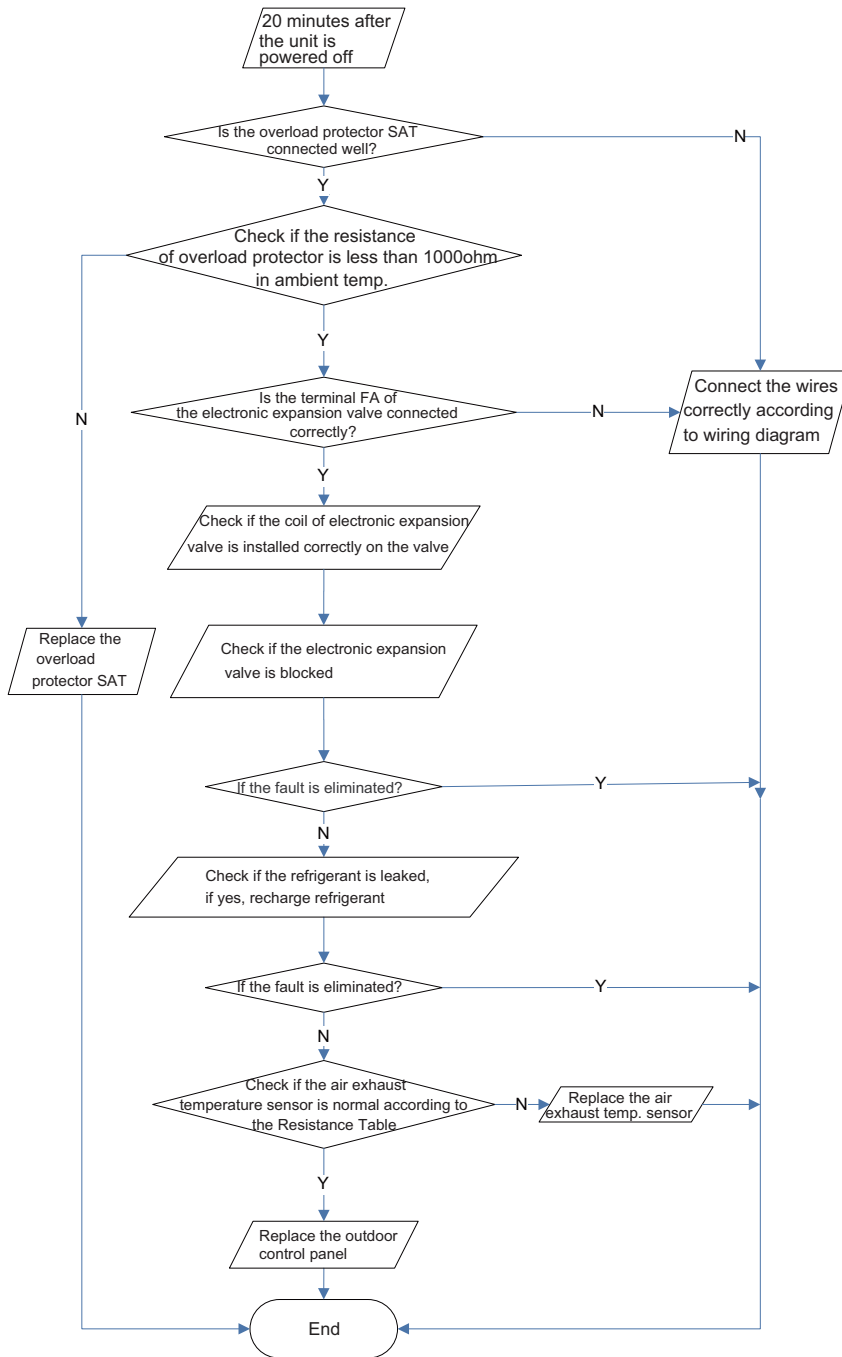 20 minutes after
the unit is
powered off
Is the overload protector SAT
connected well?
N
Y
Check if the resistance
of overload protector is less than 1000ohm
in ambient temp.
Y
N
Is the terminal FA of
the electronic expansion valve connected
correctly?
N
Connect the wires
correctly according
to wiring diagram
Y
Check if the coil of electronic expansion
valve is installed correctly on the valve
Replace the
overload
protector SAT
Check if the electronic expansion
valve is blocked
If the fault is eliminated?
Y
N
Check if the refrigerant is leaked,
if yes, recharge refrigerant
If the fault is eliminated?
Y
N
Check if the air exhaust
temperature sensor is normal according to
the Resistance Table
N
Replace the air
exhaust temp. sensor
Y
Replace the outdoor
control panel
End